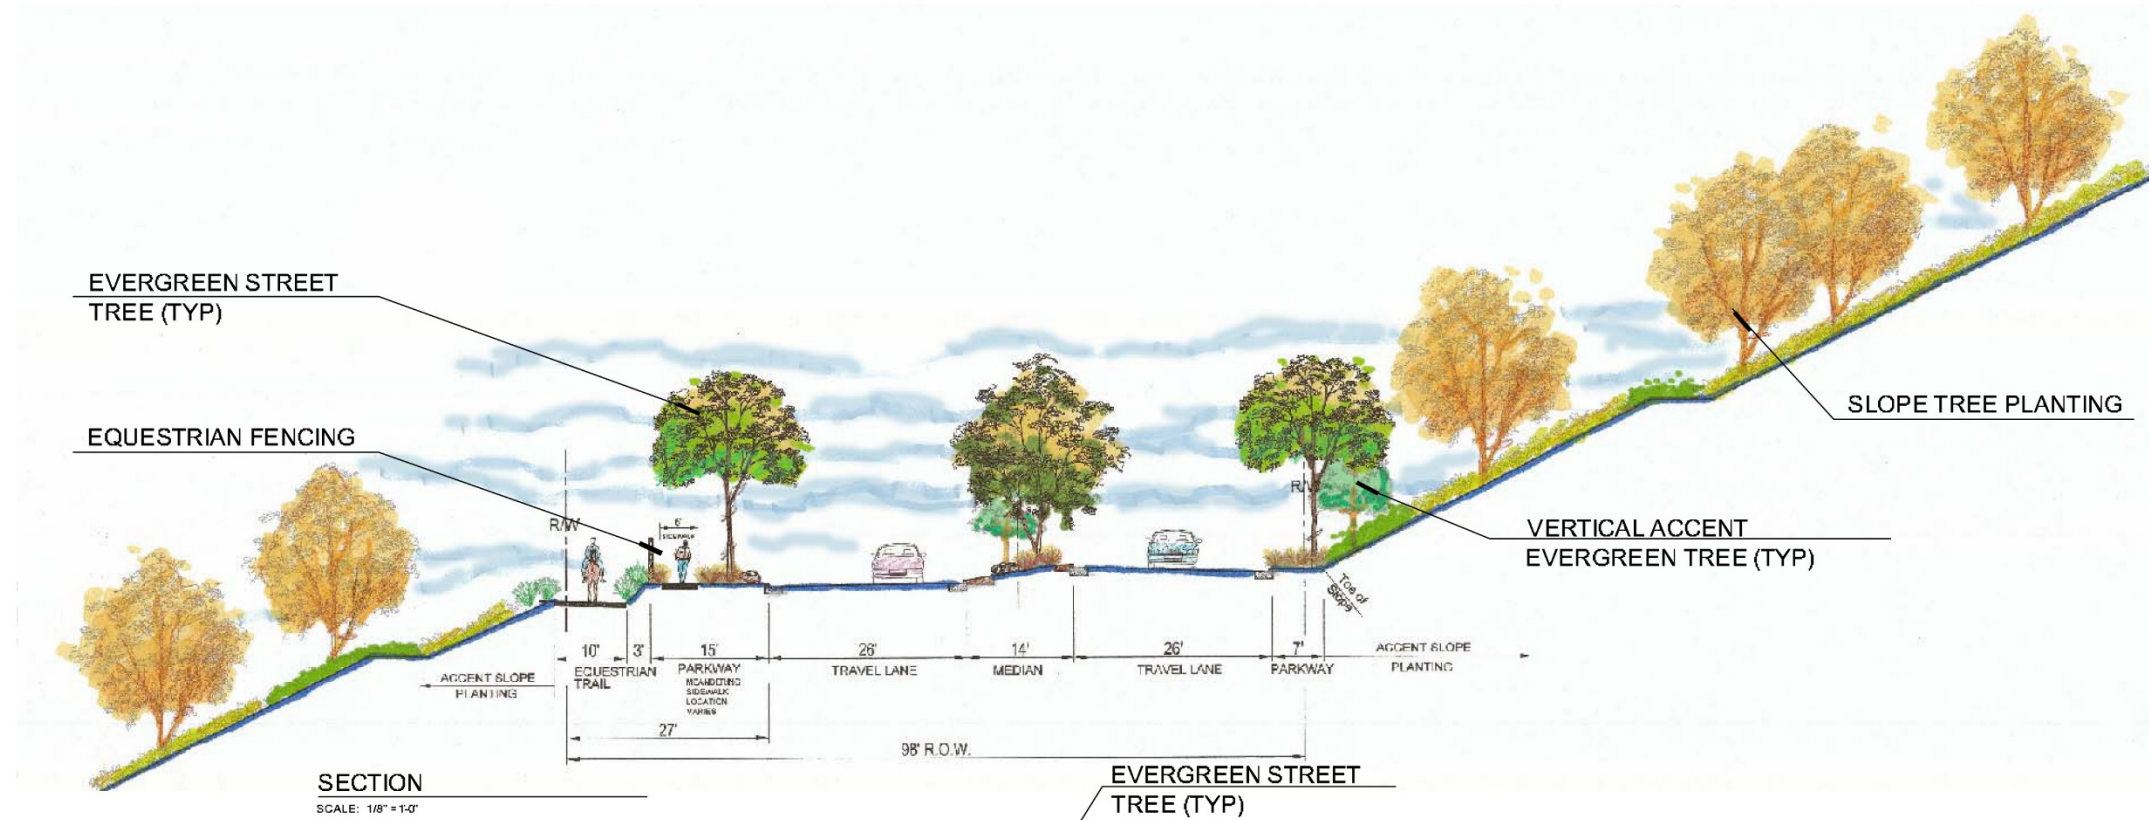 EVERGREEN STREET
TREE (TYP)
EQUESTRIAN FENCING
SLOPE TREE PLANTING
VERTICAL ACCENT
EVERGREEN TREE (TYP)
R/W
6'
SIDEWALK
R/W
Toe of
Slope
10'
3'
15'
26'
14'
26'
7'
EQUESTRIAN
TRAIL
PARKWAY
MEANDERING
SIDEWALK
LOCATION
VARIES
TRAVEL LANE
MEDIAN
TRAVEL LANE
PARKWAY
ACCENT SLOPE
PLANTING
ACCENT SLOPE
PLANTING
27'
98' R.O.W.
SECTION
SCALE: 1/8" = 1'-0"
EVERGREEN STREET
TREE (TYP)